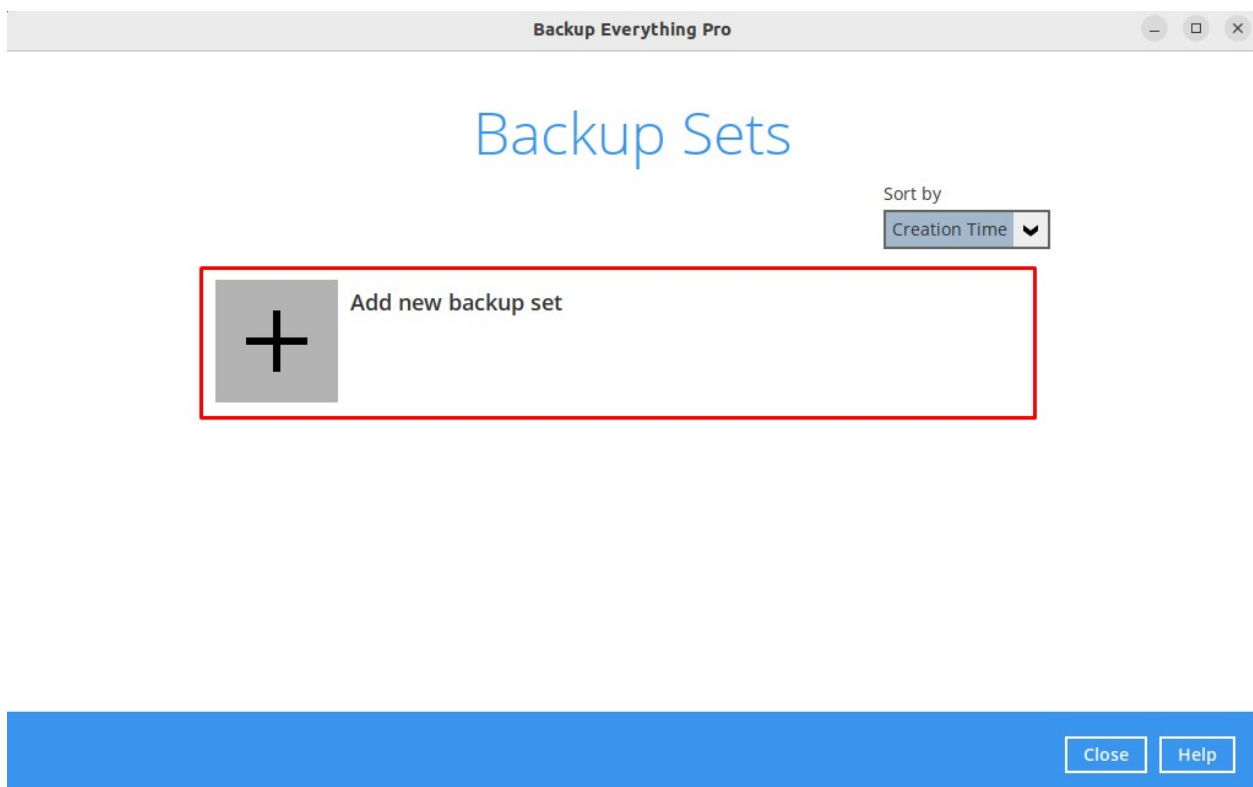 Backup Everything Pro
Backup Sets
Sort by
Creation Time
Add new backup set
Close
Help